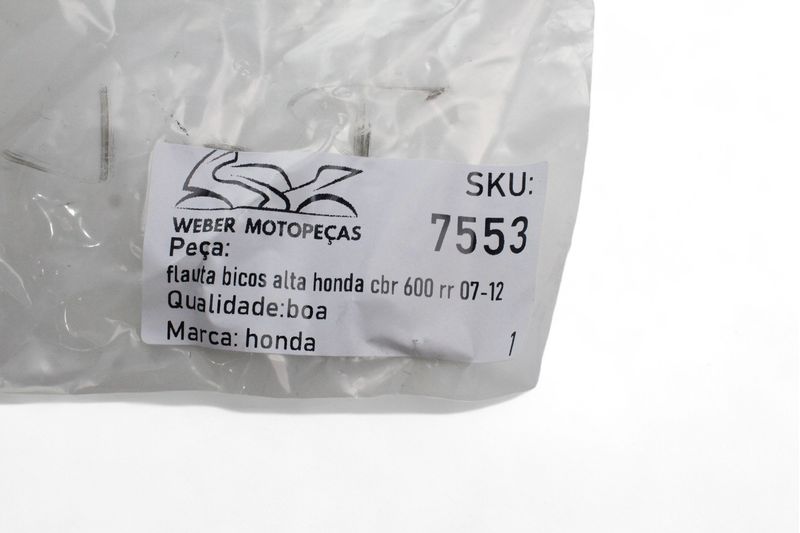 SKU:
7553
WEBER MOTOPEÇAS
Peça:
flauta bicos alta honda cbr 600 rr 07-12
Qualidade:boa
Marca: honda
1